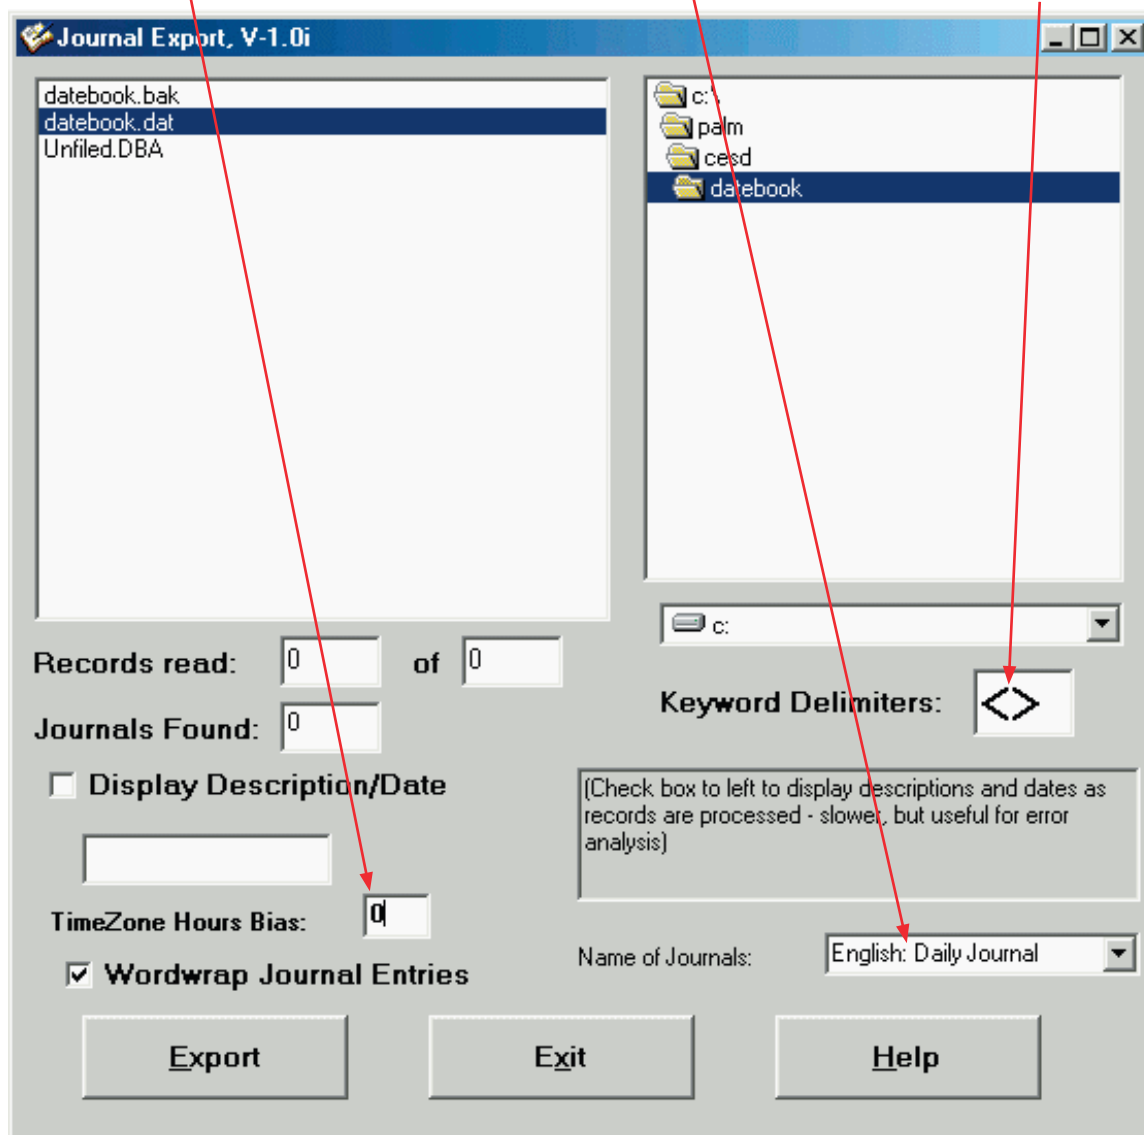 Journal Export, V-1.0i
datebook.bak
datebook.dat
Unfiled.DBA
c:\
palm
cesd
datebook
c:
Records read: 0 of 0
Journals Found: 0
Keyword Delimiters: <>
Display Description/Date
(Check box to left to display descriptions and dates as
records are processed - slower, but useful for error
analysis)
TimeZone Hours Bias: 0
Name of Journals: English: Daily Journal
Wordwrap Journal Entries
Export Exit Help